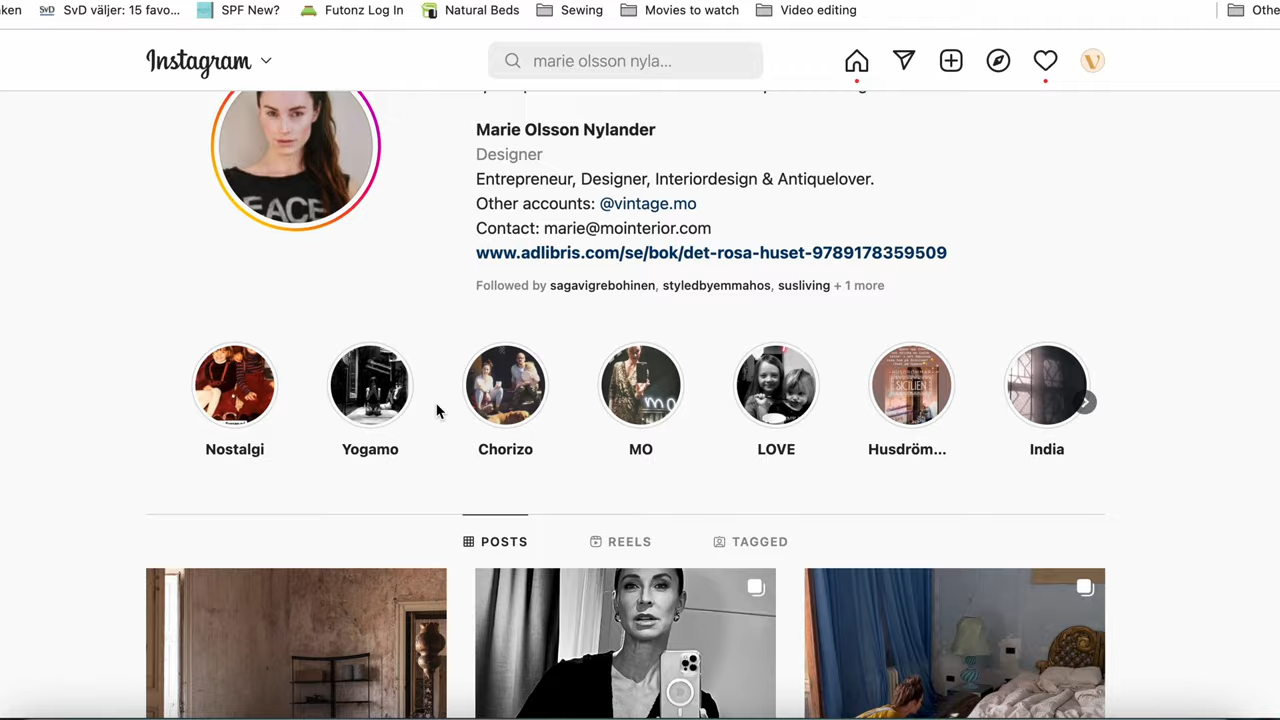 ken SvD väljer: 15 favo... SPF New? Futonz Log In Natural Beds Sewing Movies to watch Video editing Othe
Instagram marie olsson nyla...
Marie Olsson Nylander
Designer
Entrepreneur, Designer, Interiordesign & Antiquelover.
Other accounts: @vintage.mo
Contact: marie@mointerior.com
www.adlibris.com/se/bok/det-rosa-huset-9789178359509
Followed by sagavigrebohinen, styledbyemmahos, susliving + 1 more
PEACE
mo
SICILIEN
Nostalgi Yogamo Chorizo MO LOVE Husdröm... India
POSTS REELS TAGGED